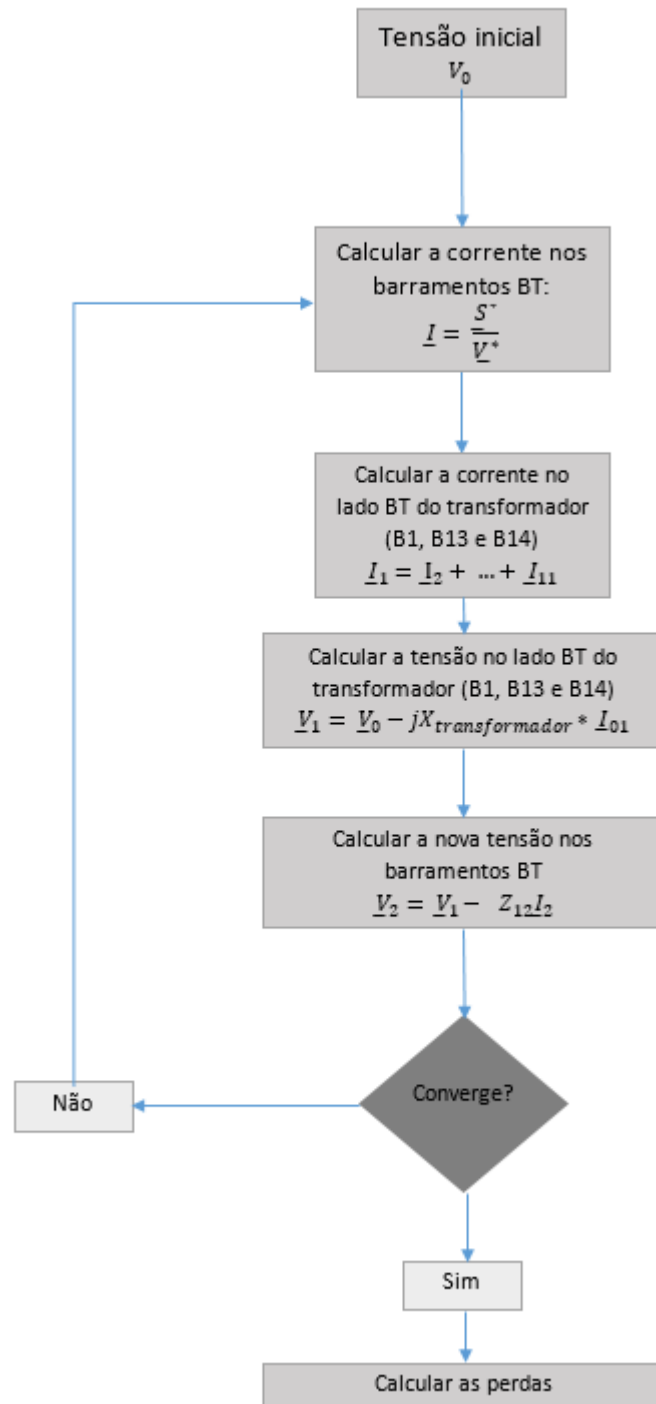 Tensão inicial
V₀
Calcular a corrente nos
barramentos BT:
I = S* / V*
Calcular a corrente no
lado BT do transformador
(B1, B13 e B14)
I₁ = I₂ + ... + I₁₁
Calcular a tensão no lado BT do
transformador (B1, B13 e B14)
V₁ = V₀ − jX_transformador * I₀₁
Calcular a nova tensão nos
barramentos BT
V₂ = V₁ − Z₁₂I₂
Converge?
Não
Sim
Calcular as perdas